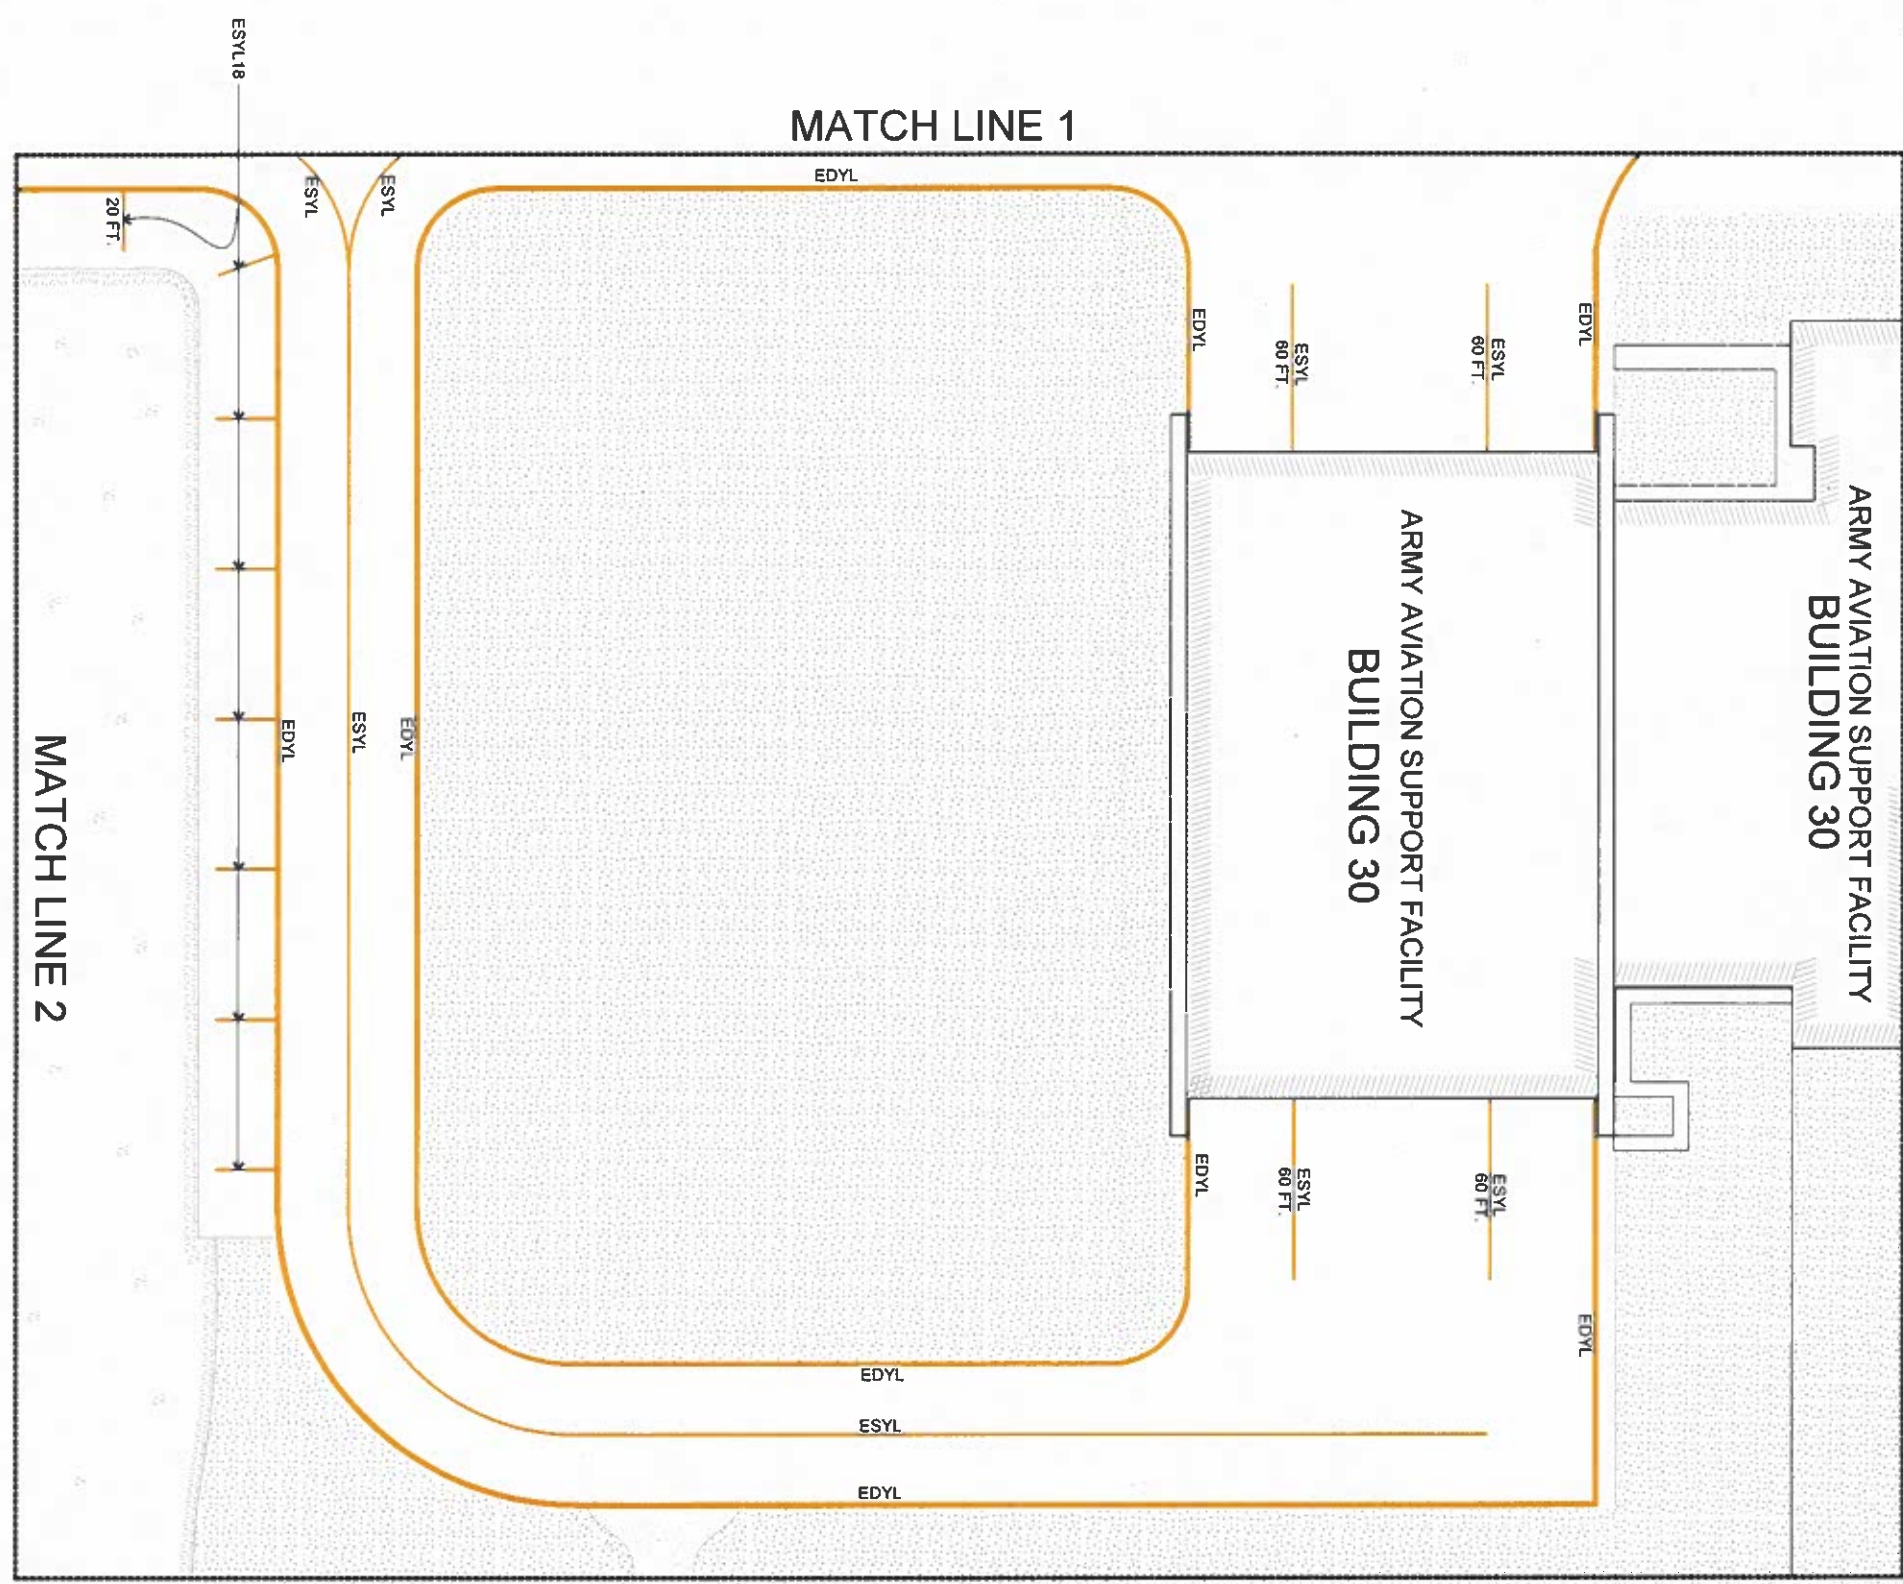 ESYL18
MATCH LINE 1
EDYL
ESYL
ESYL
20 FT.
EDYL
ESYL
60 FT.
ESYL
60 FT.
EDYL
ARMY AVIATION SUPPORT FACILITY
BUILDING 30
ARMY AVIATION SUPPORT FACILITY
BUILDING 30
EDYL
ESYL
EDYL
MATCH LINE 2
EDYL
ESYL
60 FT.
ESYL
60 FT.
EDYL
EDYL
ESYL
EDYL